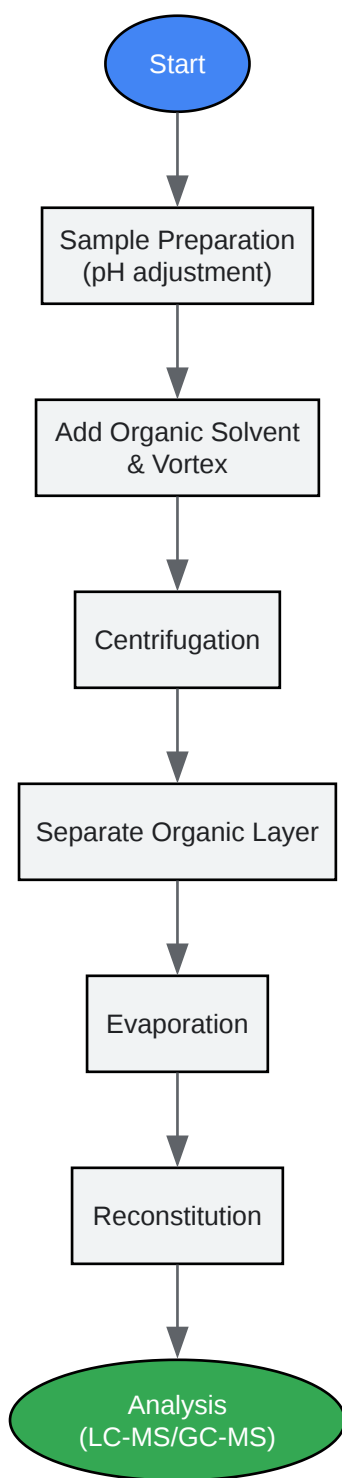 Start
Sample Preparation
(pH adjustment)
Add Organic Solvent
& Vortex
Centrifugation
Separate Organic Layer
Evaporation
Reconstitution
Analysis
(LC-MS/GC-MS)